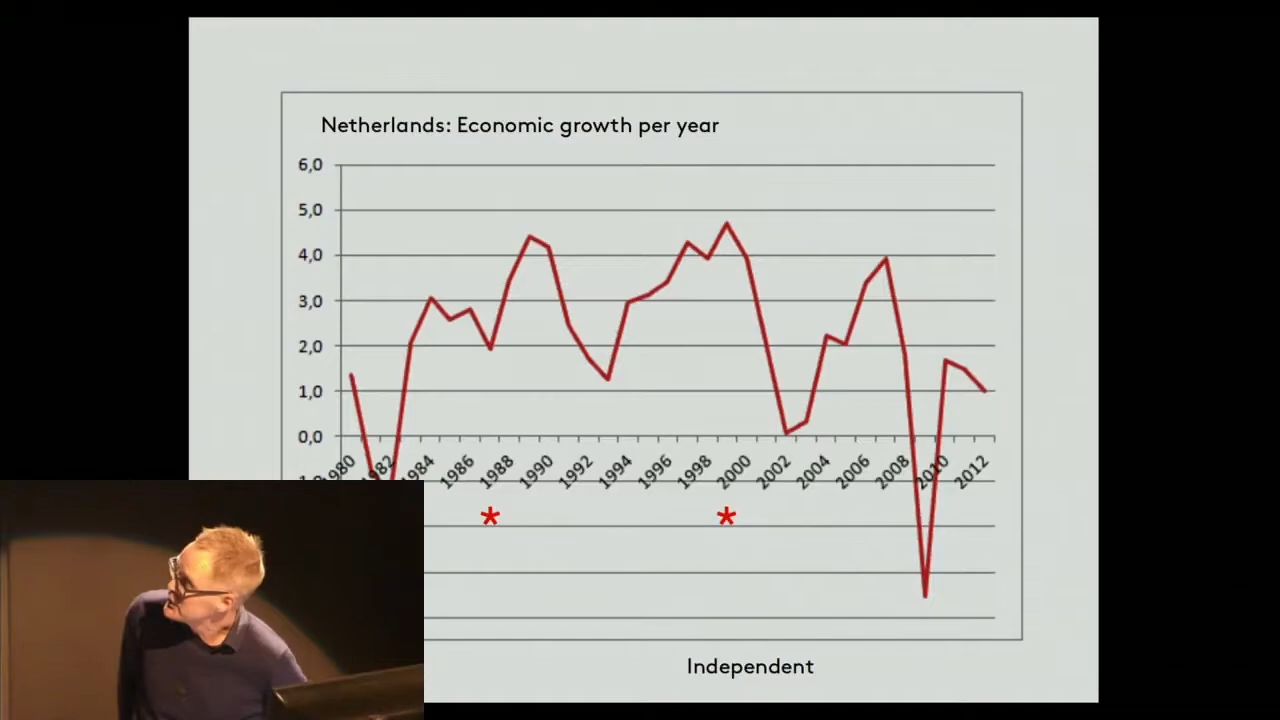 Netherlands: Economic growth per year
6,0
5,0
4,0
3,0
2,0
1,0
0,0
1980 1982 1984 1986 1988 1990 1992 1994 1996 1998 2000 2002 2004 2006 2008 2010 2012
* *
Independent